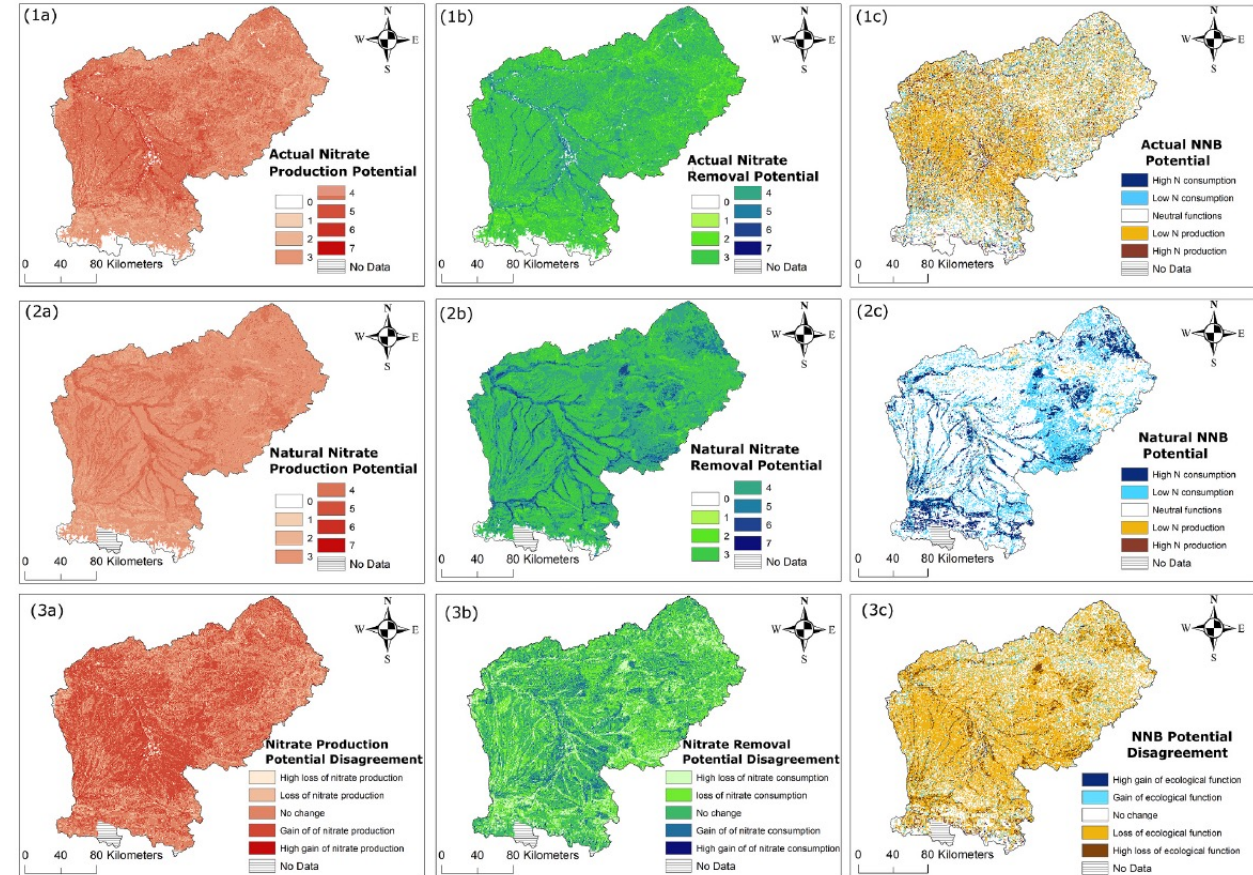 (1a)
N
W E
S
Actual Nitrate
Production Potential
0 4
1 5
2 6
3 7
No Data
0 40 80 Kilometers
(1b)
N
W E
S
Actual Nitrate
Removal Potential
0 4
1 5
2 6
3 7
No Data
0 40 80 Kilometers
(1c)
N
W E
S
Actual NNB
Potential
High N consumption
Low N consumption
Neutral functions
Low N production
High N production
No Data
0 40 80 Kilometers
(2a)
N
W E
S
Natural Nitrate
Production Potential
0 4
1 5
2 6
3 7
No Data
0 40 80 Kilometers
(2b)
N
W E
S
Natural Nitrate
Removal Potential
0 4
1 5
2 6
3 7
No Data
0 40 80 Kilometers
(2c)
N
W E
S
Natural NNB
Potential
High N consumption
Low N consumption
Neutral functions
Low N production
High N production
No Data
0 40 80 Kilometers
(3a)
N
W E
S
Nitrate Production
Potential Disagreement
High loss of nitrate production
Loss of nitrate production
No change
Gain of of nitrate production
High gain of nitrate production
No Data
0 40 80 Kilometers
(3b)
N
W E
S
Nitrate Removal
Potential Disagreement
High loss of nitrate consumption
loss of nitrate consumption
No change
Gain of of nitrate consumption
High gain of of nitrate consumption
No Data
0 40 80 Kilometers
(3c)
N
W E
S
NNB Potential
Disagreement
High gain of ecological function
Gain of ecological function
No change
Loss of ecological function
High loss of ecological function
No Data
0 40 80 Kilometers